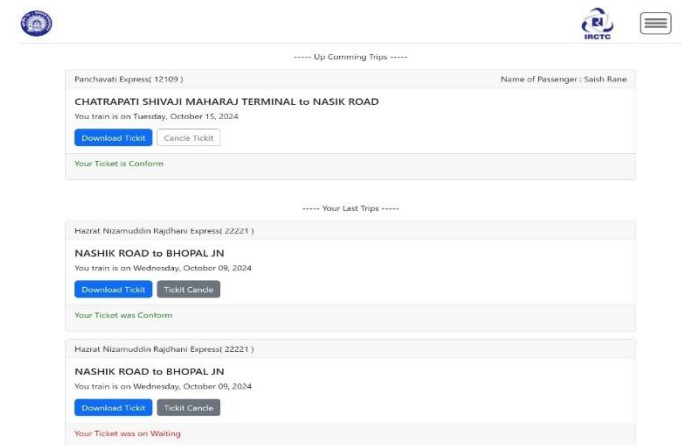 IRCTC
----- Up Comming Trips -----
Panchavati Express( 12109 ) Name of Passenger : Saish Rane
CHATRAPATI SHIVAJI MAHARAJ TERMINAL to NASIK ROAD
You train is on Tuesday, October 15, 2024
Download Tickit Cancle Tickit
Your Ticket is Conform
----- Your Last Trips -----
Hazrat Nizamuddin Rajdhani Express( 22221 )
NASHIK ROAD to BHOPAL JN
You train is on Wednesday, October 09, 2024
Download Tickit Tickit Cancle
Your Ticket was Conform
Hazrat Nizamuddin Rajdhani Express( 22221 )
NASHIK ROAD to BHOPAL JN
You train is on Wednesday, October 09, 2024
Download Tickit Tickit Cancle
Your Ticket was on Waiting